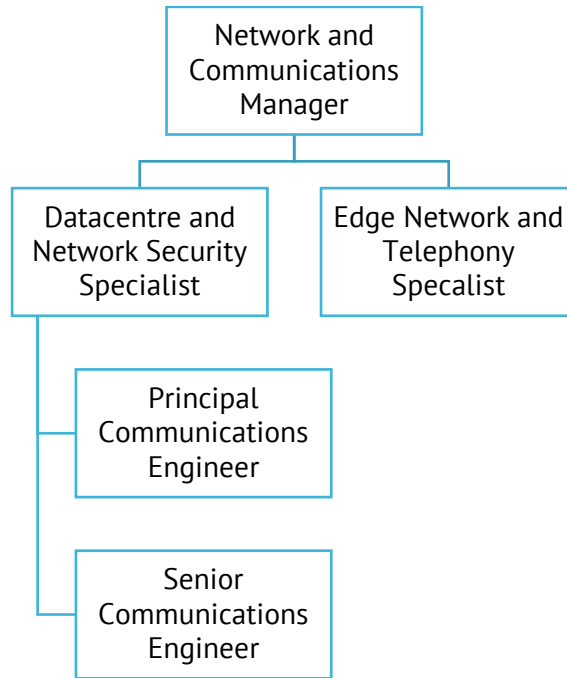 Network and
Communications
Manager
Datacentre and
Network Security
Specialist
Edge Network and
Telephony
Specalist
Principal
Communications
Engineer
Senior
Communications
Engineer